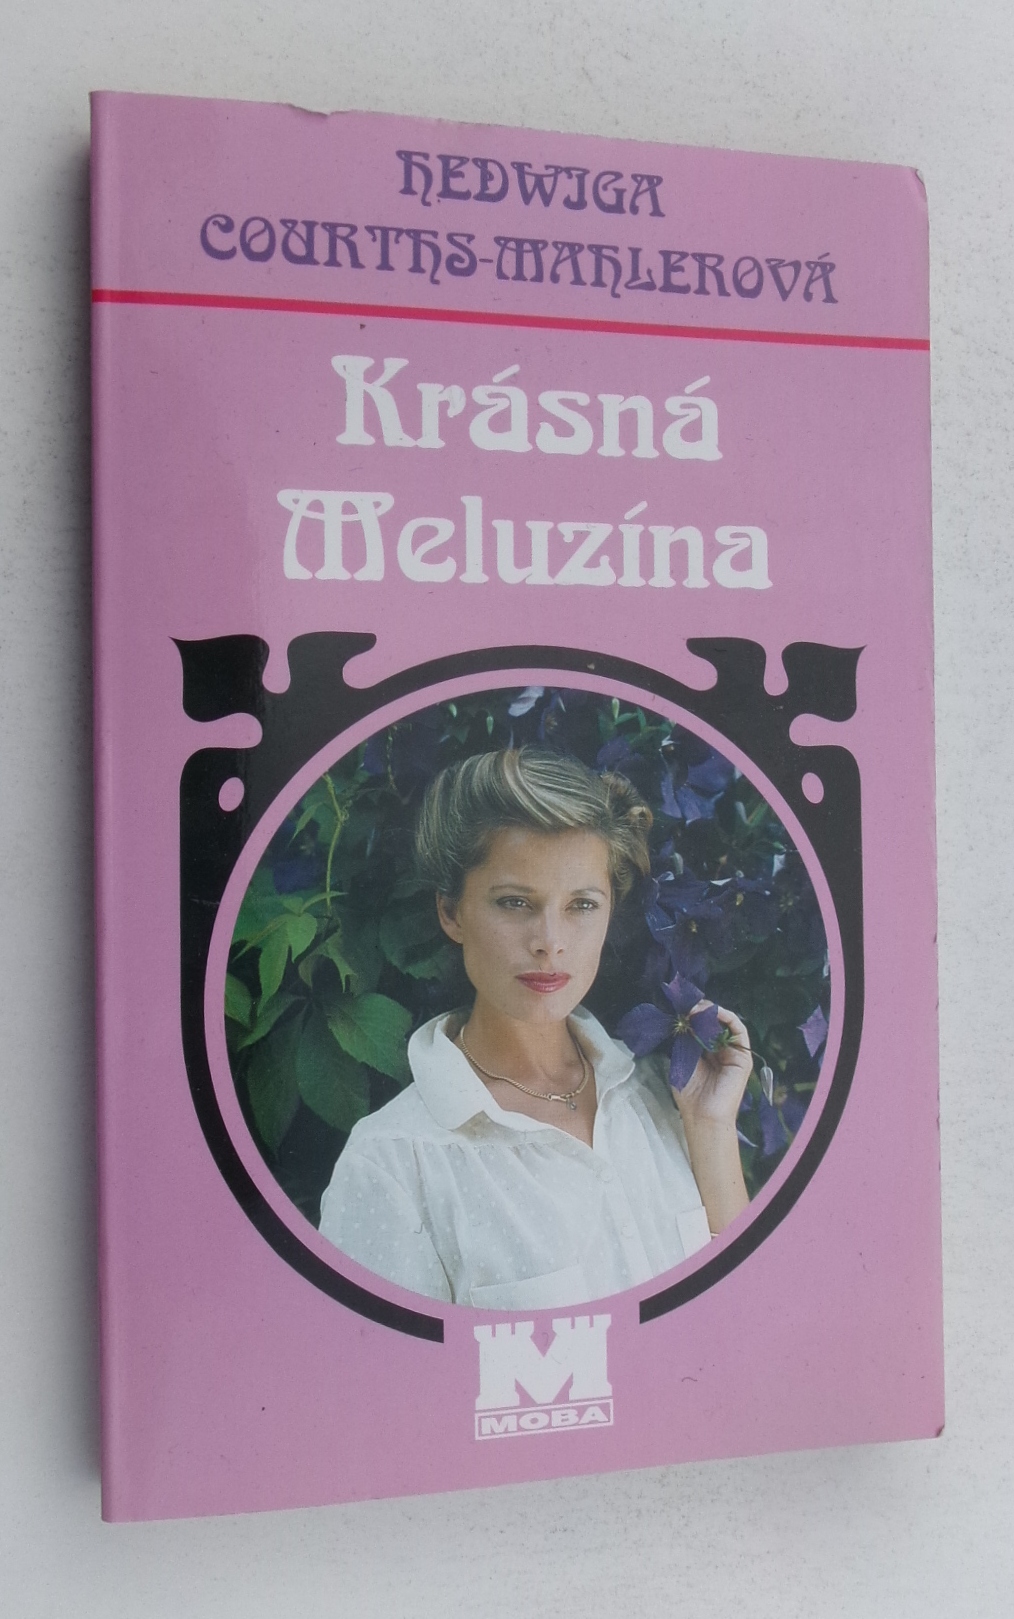 HEDWIGA
COURTHS-MAHLEROVÁ
Krásná
Meluzína
M
MOBA